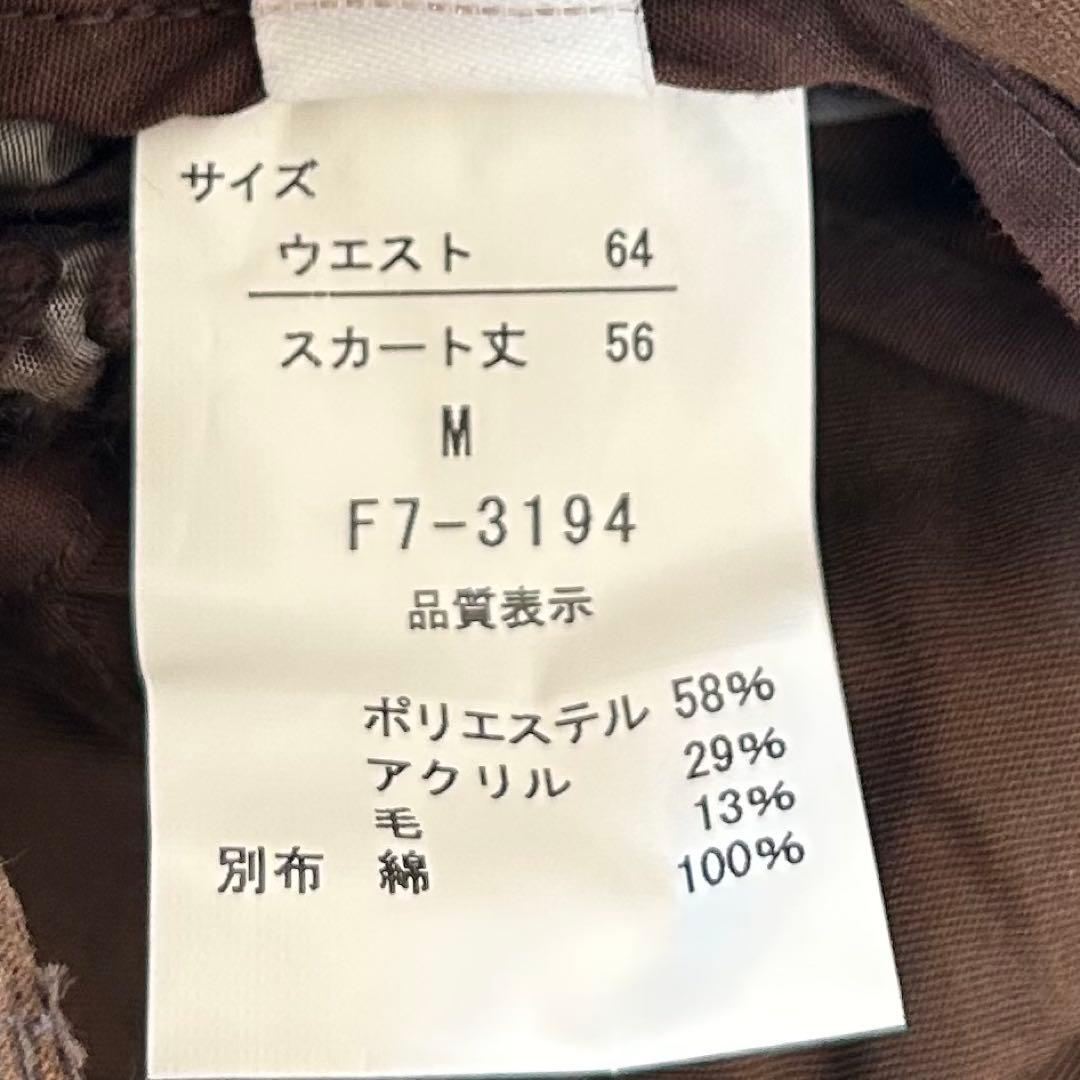 サイズ
ウエスト 64
スカート丈 56
M
F7-3194
品質表示
ポリエステル 58%
アクリル 29%
毛 13%
別布 綿 100%